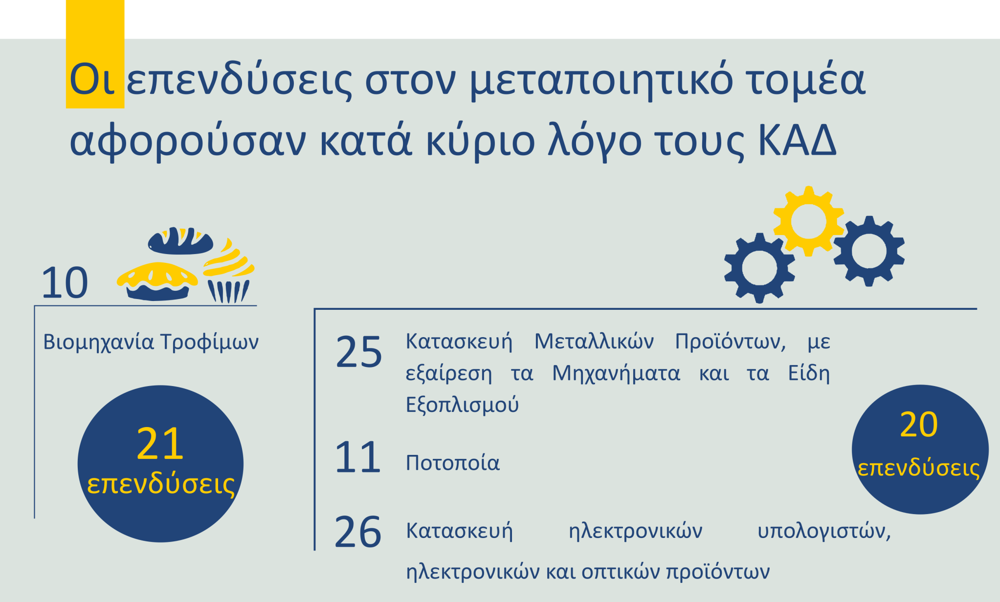 Οι επενδύσεις στον μεταποιητικό τομέα
αφορούσαν κατά κύριο λόγο τους ΚΑΔ
10
Βιομηχανία Τροφίμων
21
επενδύσεις
25
Κατασκευή Μεταλλικών Προϊόντων, με
εξαίρεση τα Μηχανήματα και τα Είδη
Εξοπλισμού
11
Ποτοποία
26
Κατασκευή ηλεκτρονικών υπολογιστών,
ηλεκτρονικών και οπτικών προϊόντων
20
επενδύσεις